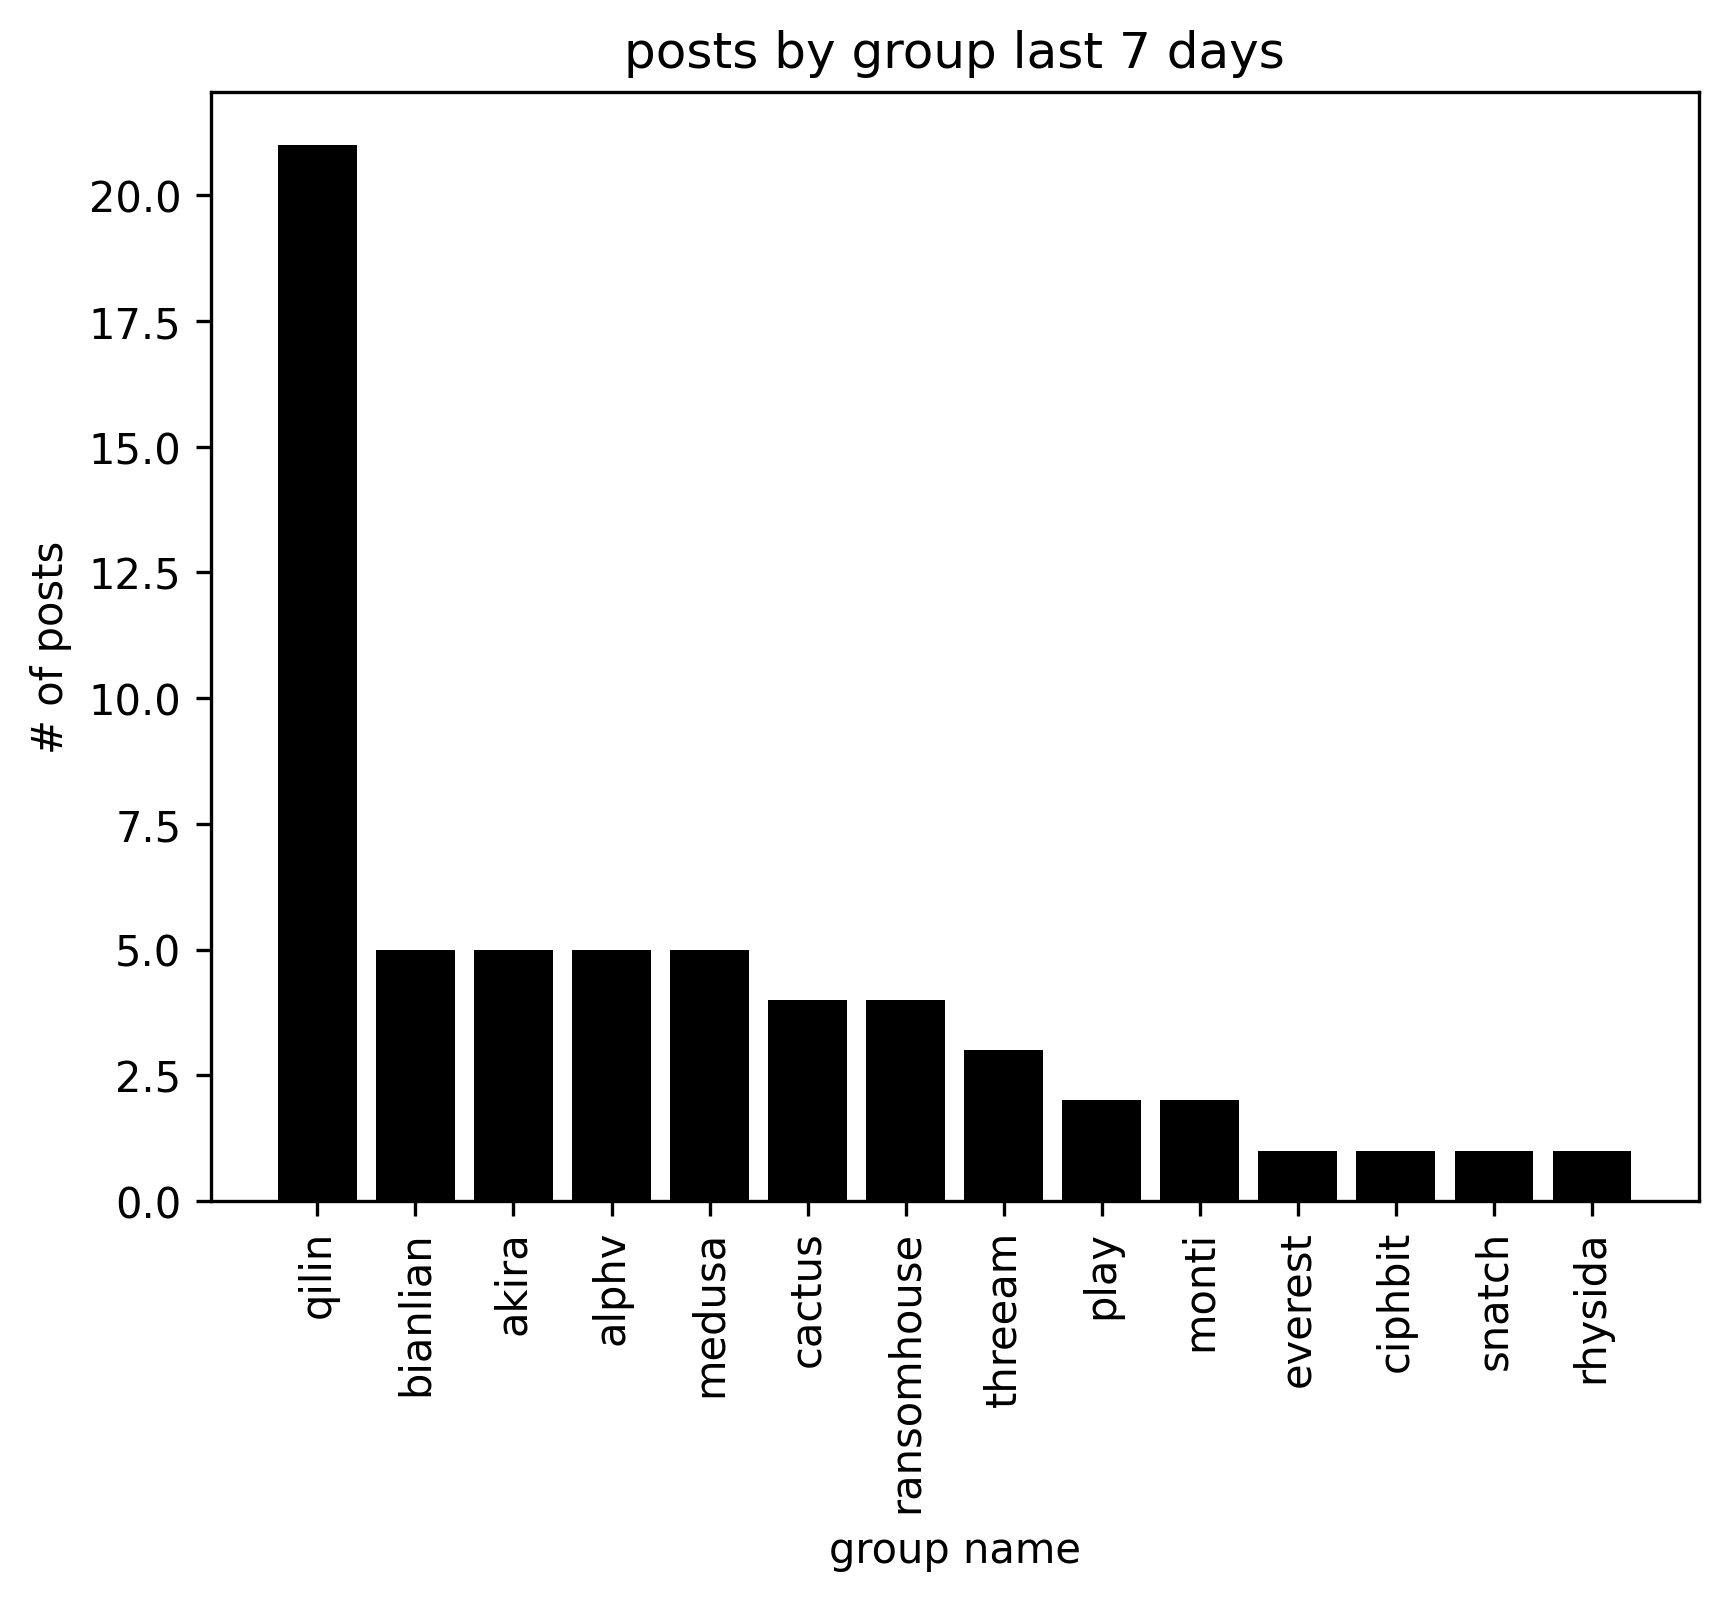 posts by group last 7 days
# of posts
20.0
17.5
15.0
12.5
10.0
7.5
5.0
2.5
0.0
qilin
bianlian
akira
alphv
medusa
cactus
ransomhouse
threeam
play
monti
everest
ciphbit
snatch
rhysida
group name